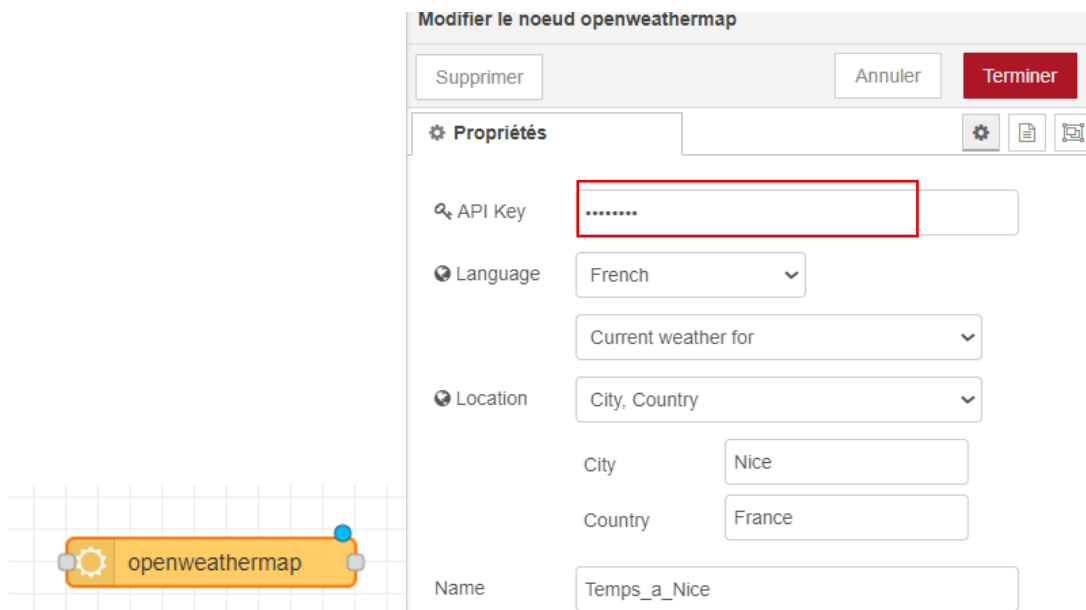 Modifier le noeud openweathermap
Supprimer
Annuler
Terminer
Propriétés
API Key
••••••••
Language
French
Current weather for
Location
City, Country
City
Nice
Country
France
openweathermap
Name
Temps_a_Nice